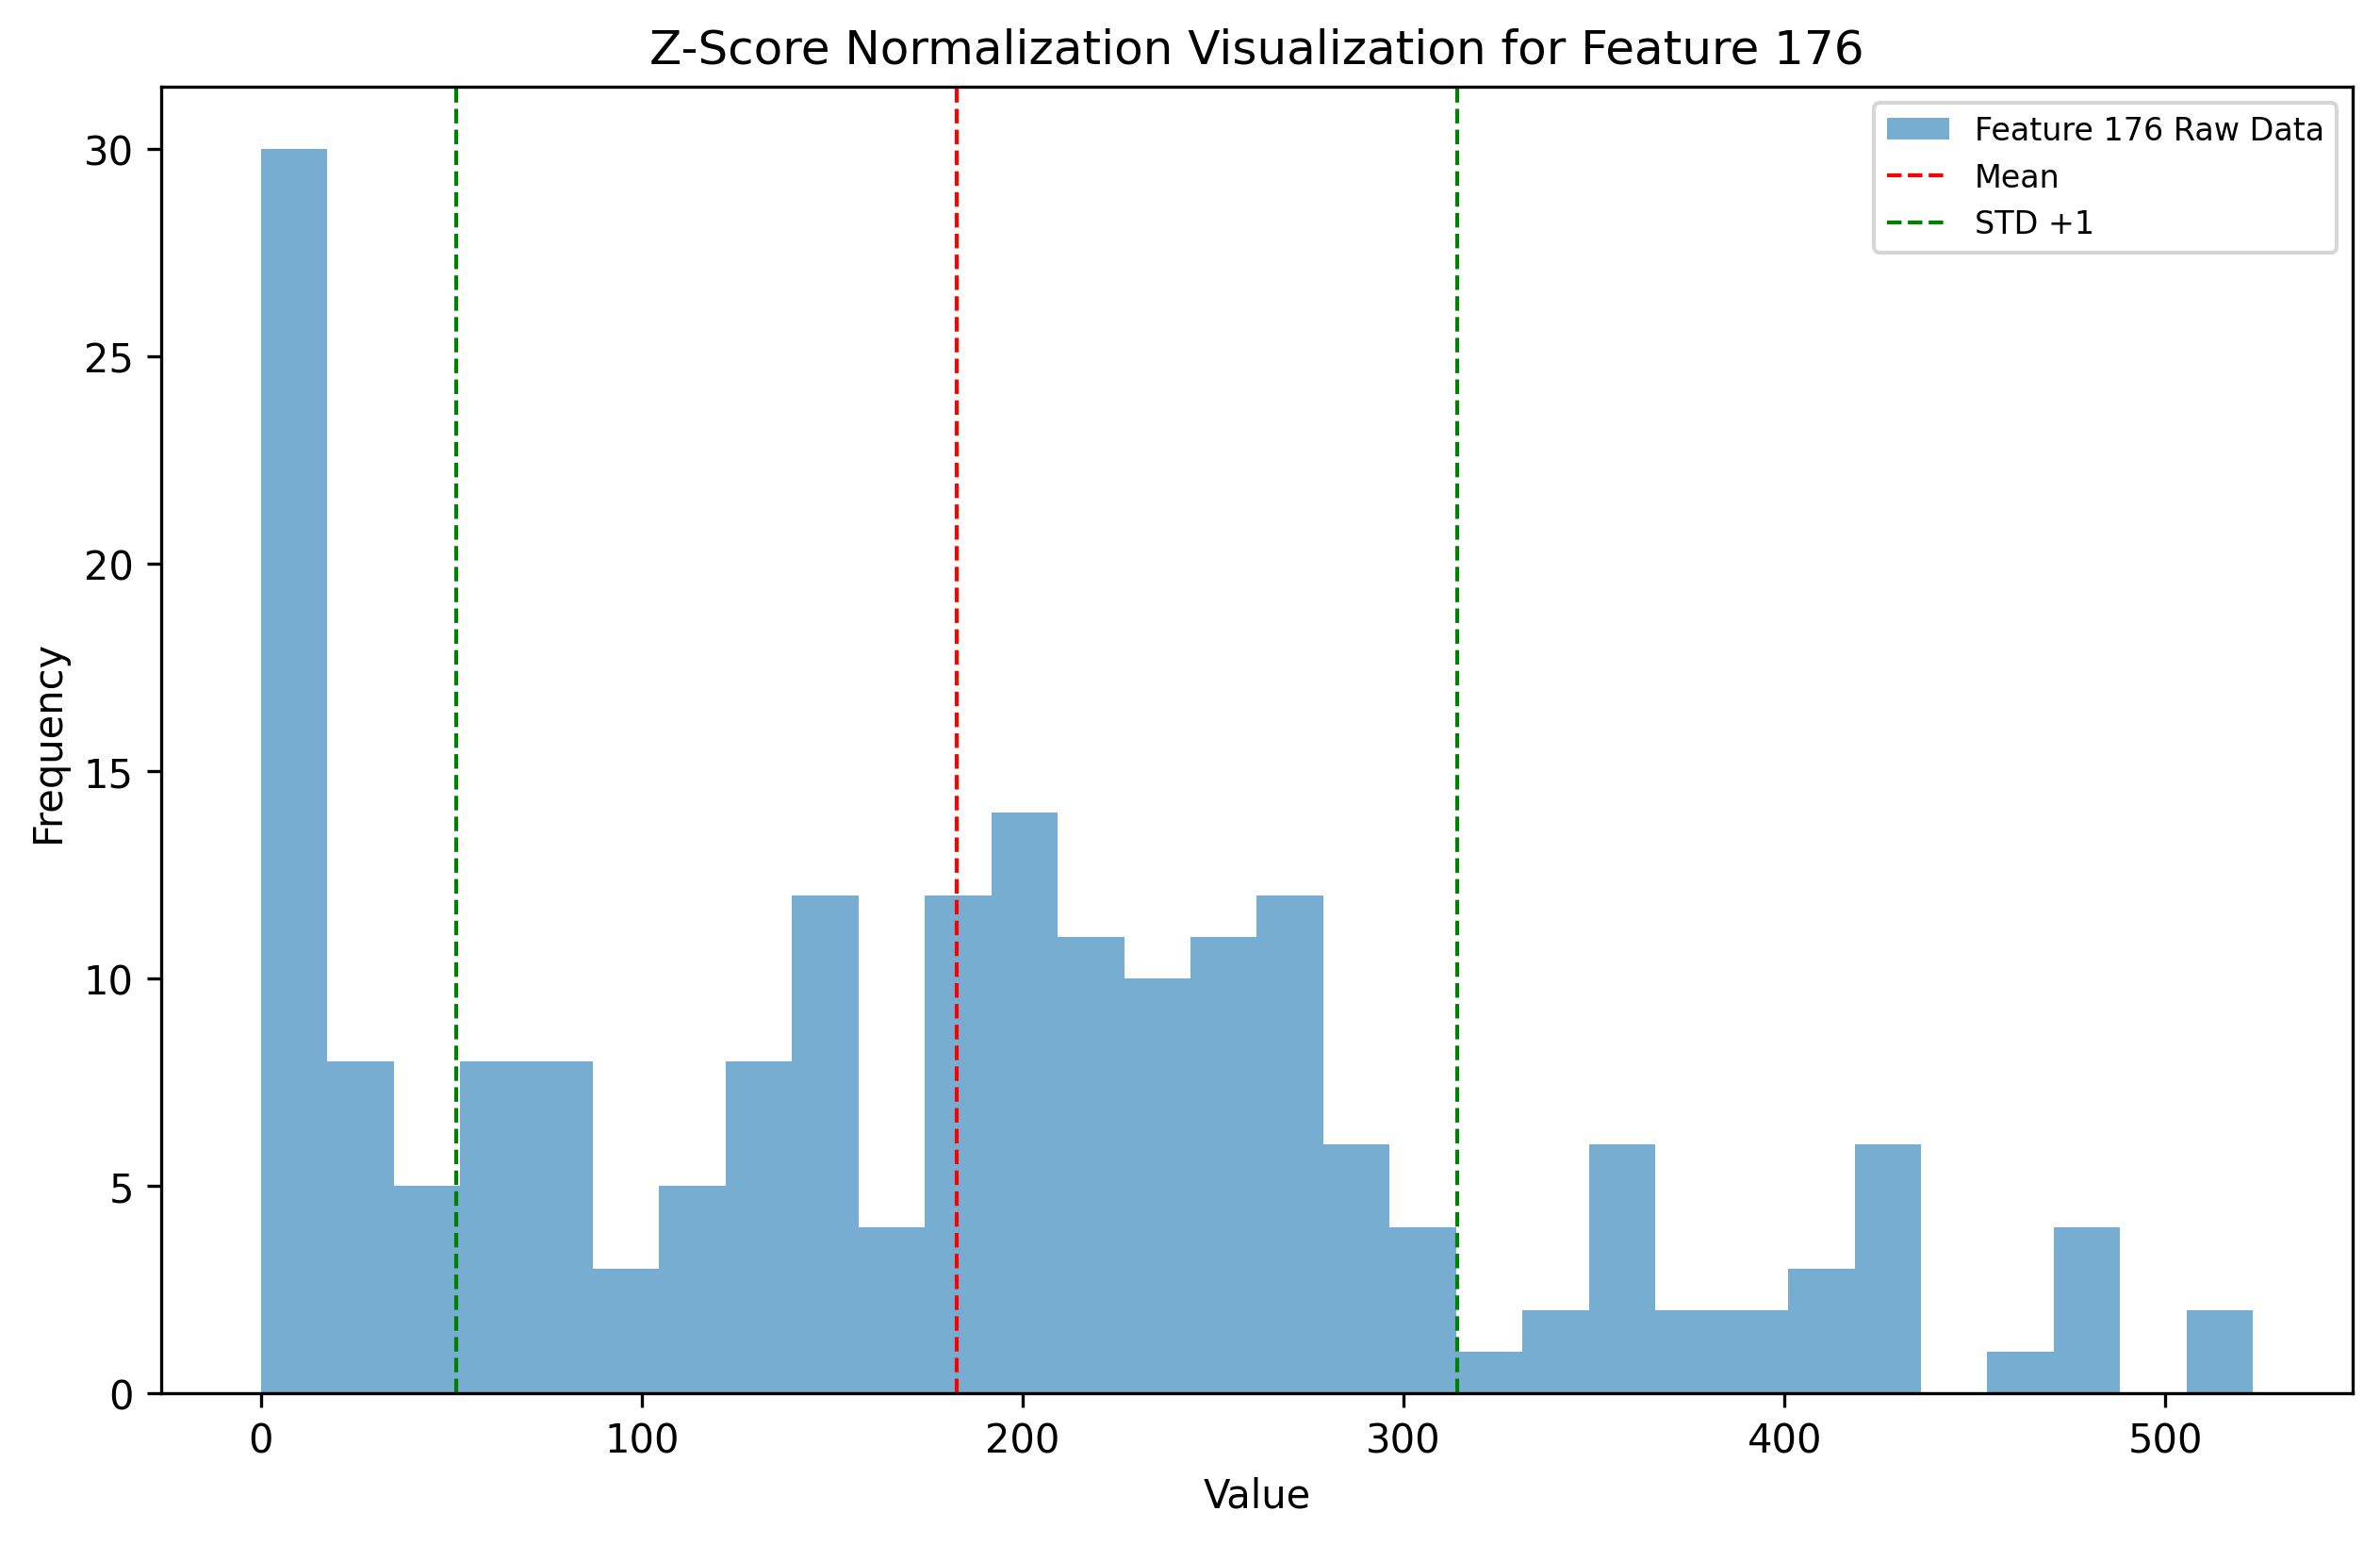 Z-Score Normalization Visualization for Feature 176
Feature 176 Raw Data
Mean
STD +1
Frequency
30
25
20
15
10
5
0
0 100 200 300 400 500
Value